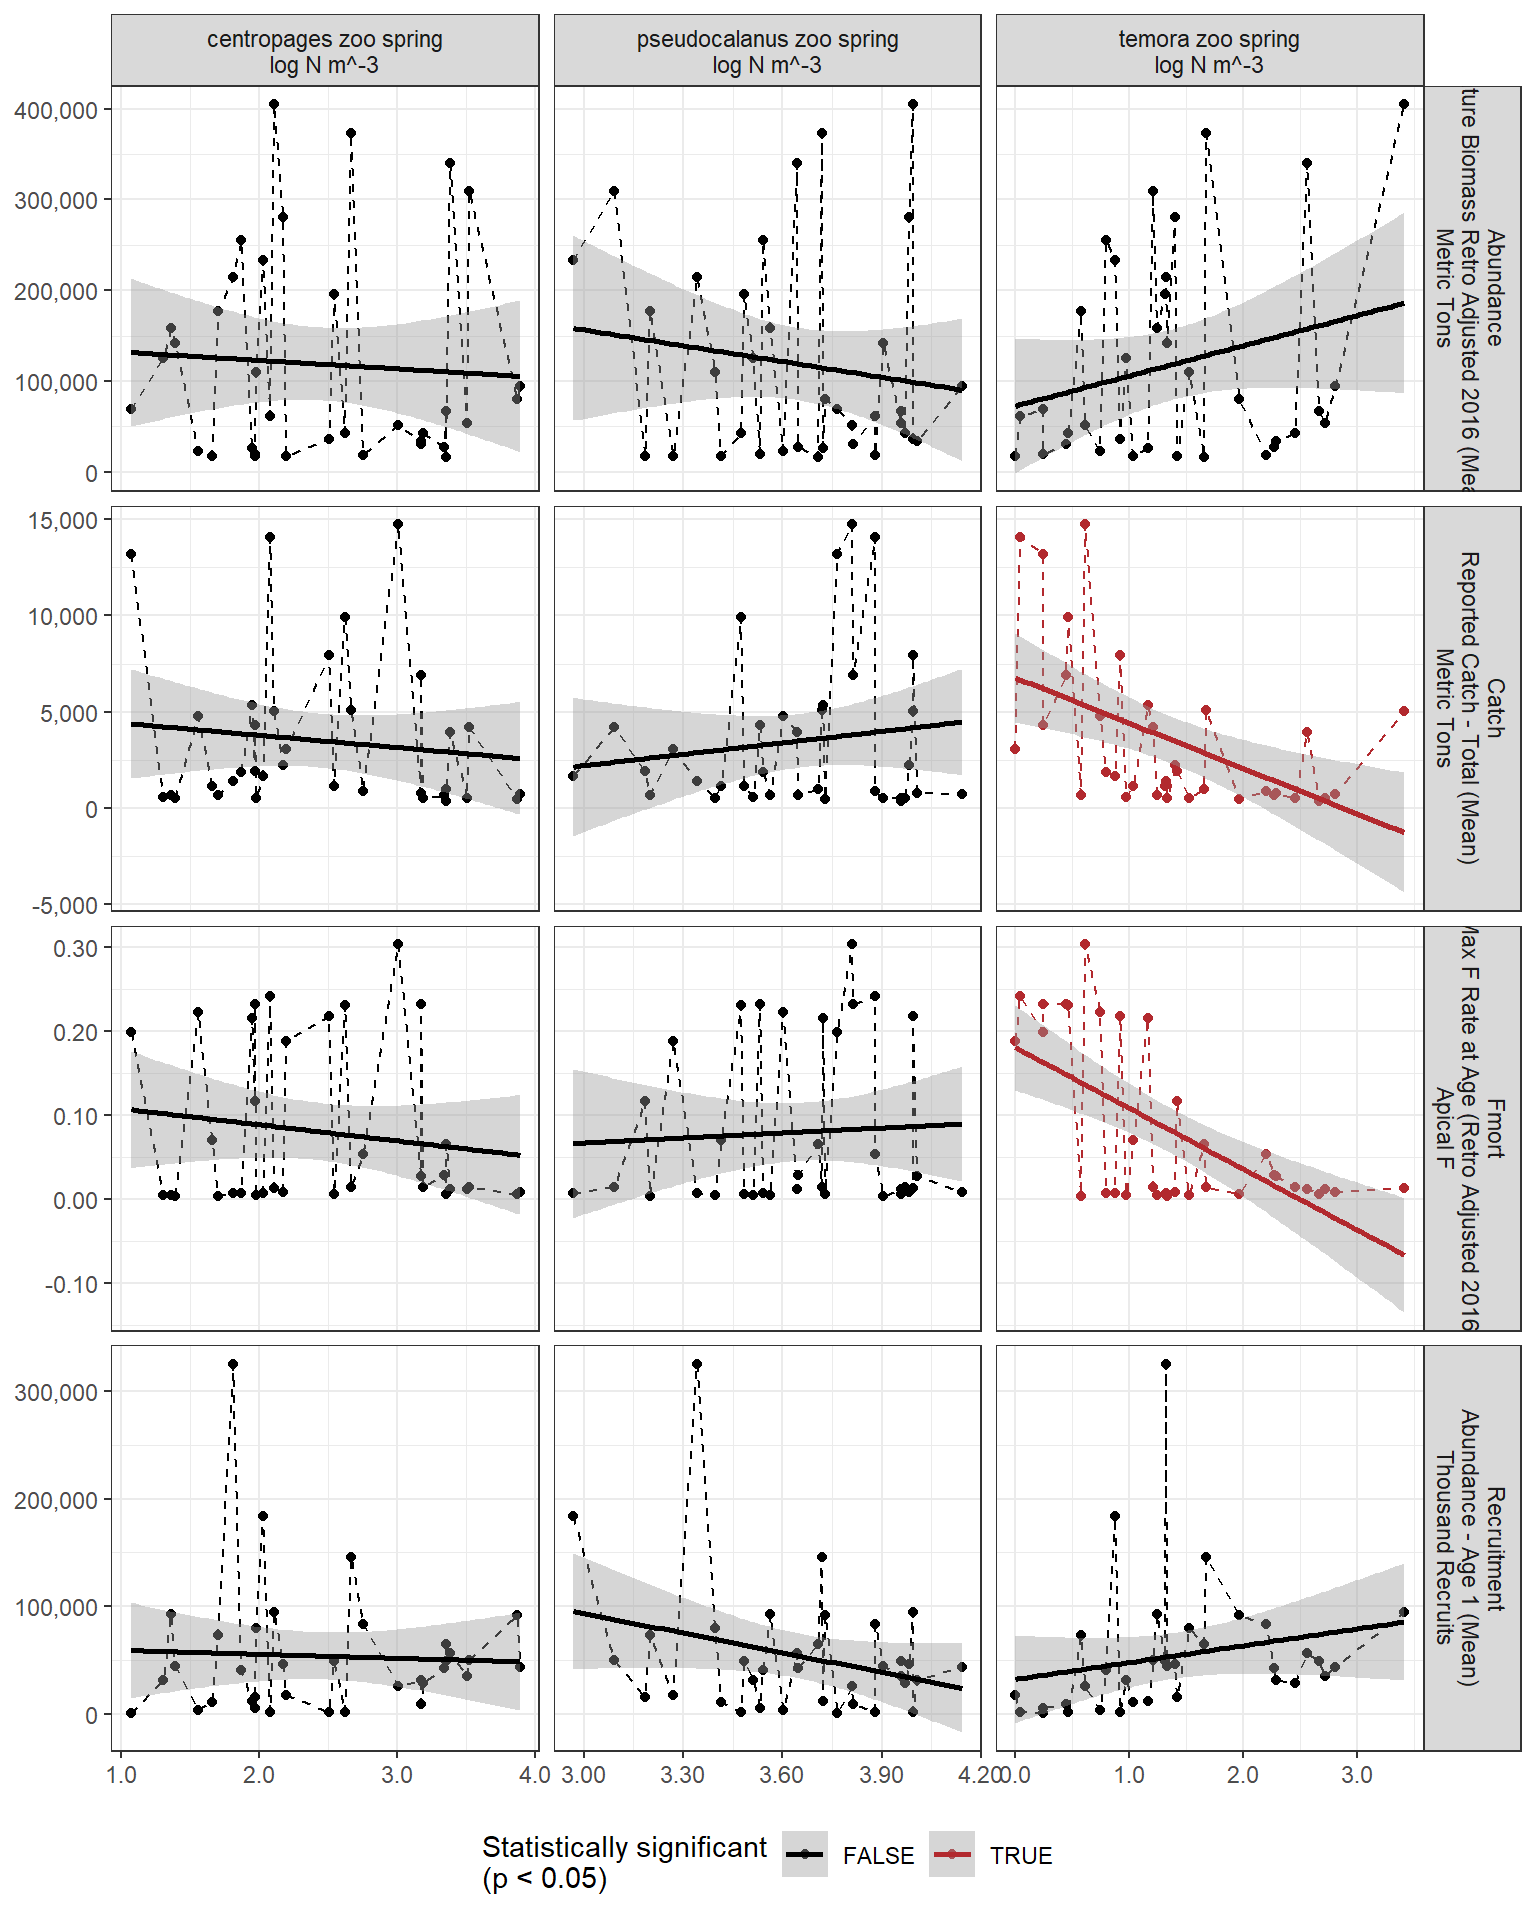 centropages zoo spring
log N m^-3
pseudocalanus zoo spring
log N m^-3
temora zoo spring
log N m^-3
400,000
300,000
200,000
100,000
0
Abundance
ture Biomass Retro Adjusted 2016 (Mea
Metric Tons
15,000
10,000
5,000
0
-5,000
Catch
Reported Catch - Total (Mean)
Metric Tons
0.30
0.20
0.10
0.00
-0.10
Fmort
Max F Rate at Age (Retro Adjusted 2016
Apical F
300,000
200,000
100,000
0
Recruitment
Abundance - Age 1 (Mean)
Thousand Recruits
1.0 2.0 3.0 4.0
3.00 3.30 3.60 3.90 4.20
0.0 1.0 2.0 3.0
Statistically significant
(p < 0.05)
FALSE
TRUE